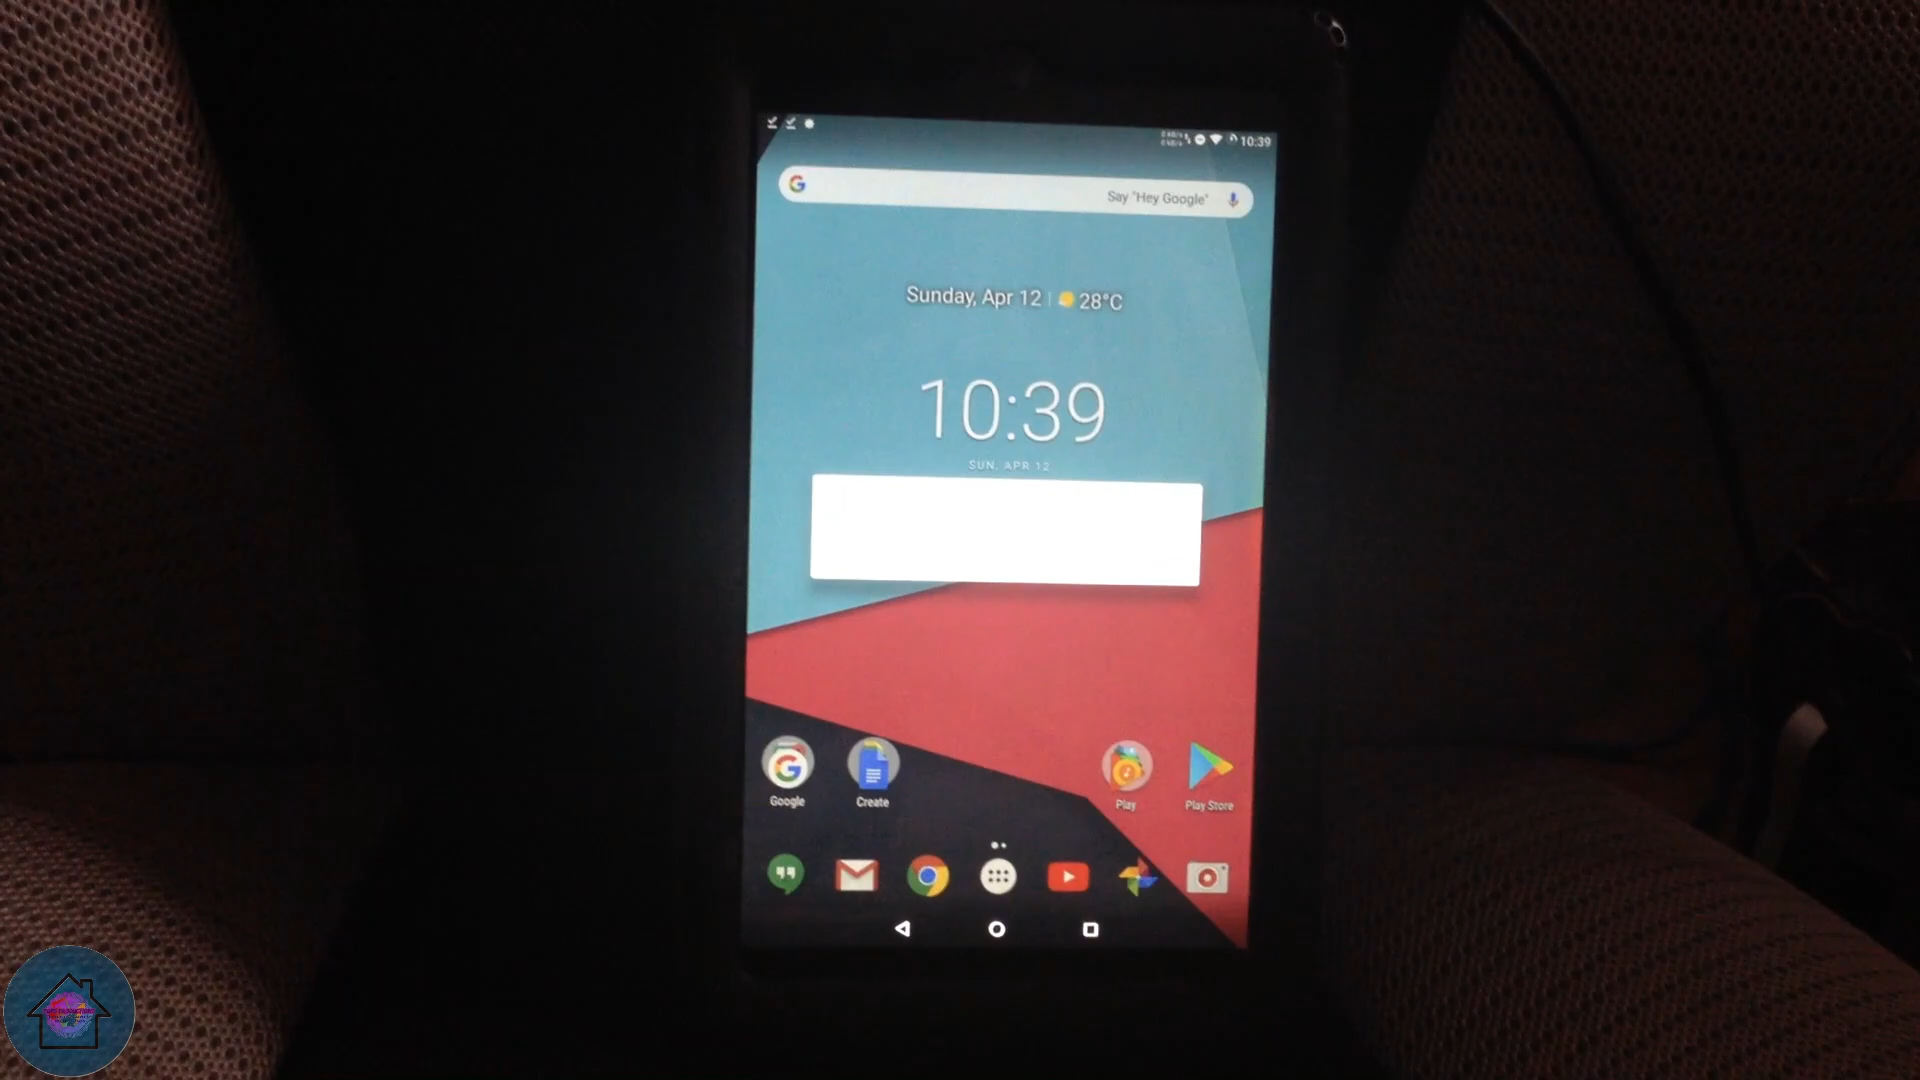 10:39
Say "Hey Google"
Sunday, Apr 12 | 28°C
10:39
SUN, APR 12
Google
Create
Play
Play Store